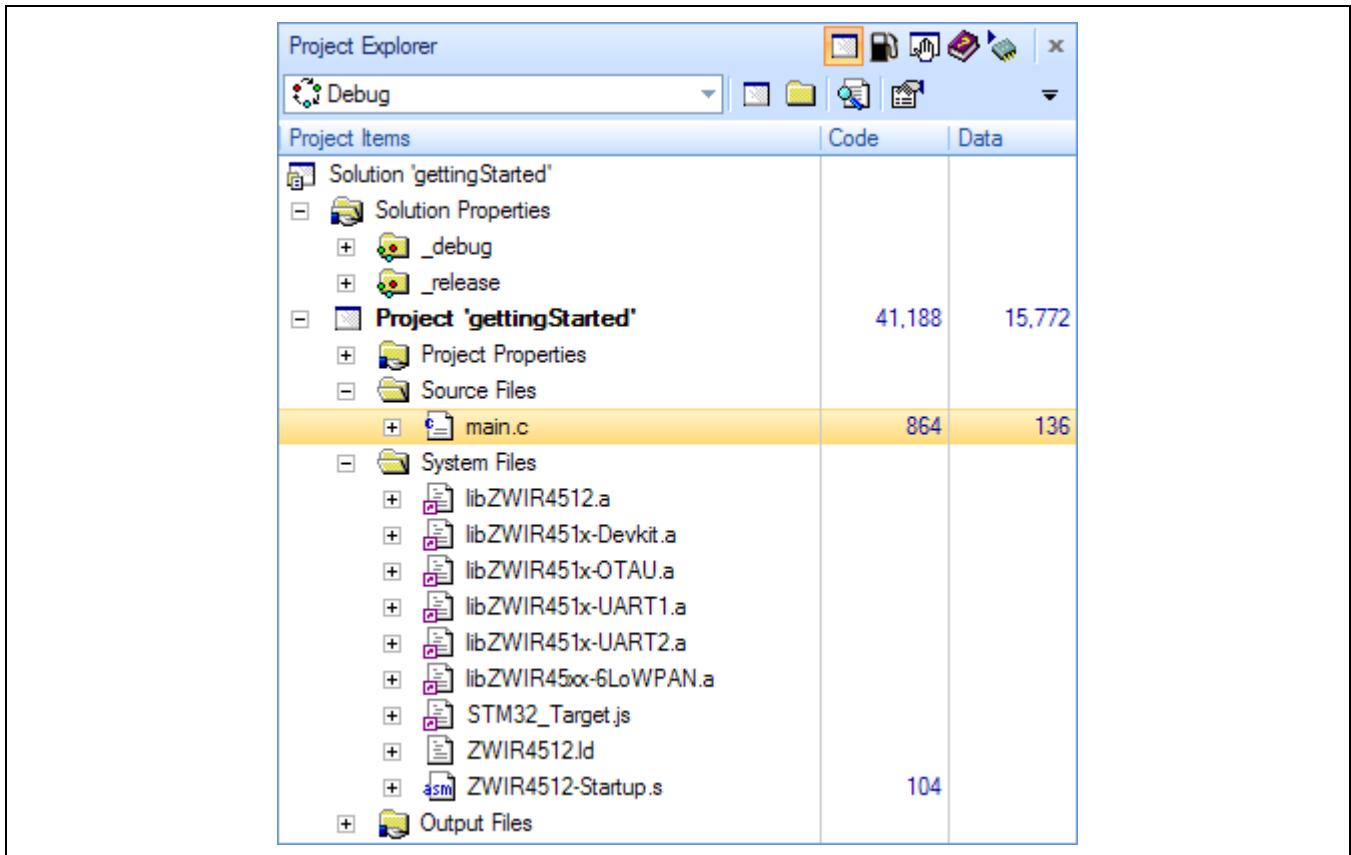 Project Explorer
Debug
Project Items Code Data
Solution 'gettingStarted'
Solution Properties
_debug
_release
Project 'gettingStarted' 41,188 15,772
Project Properties
Source Files
main.c 864 136
System Files
libZWIR4512.a
libZWIR451x-Devkit.a
libZWIR451x-OTAU.a
libZWIR451x-UART1.a
libZWIR451x-UART2.a
libZWIR45xx-6LoWPAN.a
STM32_Target.js
ZWIR4512.ld
asm ZWIR4512-Startup.s 104
Output Files